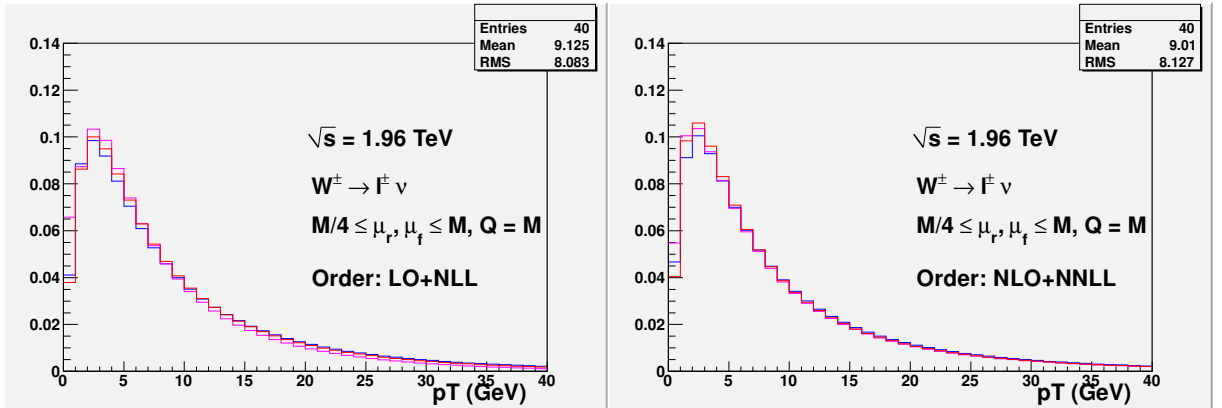 Entries 40
Mean 9.125
RMS 8.083
0.14
0.12
0.1
0.08
0.06
0.04
0.02
0
√s = 1.96 TeV
W± → l± ν
M/4 ≤ μr, μf ≤ M, Q = M
Order: LO+NLL
0 5 10 15 20 25 30 35 40
pT (GeV)
Entries 40
Mean 9.01
RMS 8.127
0.14
0.12
0.1
0.08
0.06
0.04
0.02
0
√s = 1.96 TeV
W± → l± ν
M/4 ≤ μr, μf ≤ M, Q = M
Order: NLO+NNLL
0 5 10 15 20 25 30 35 40
pT (GeV)